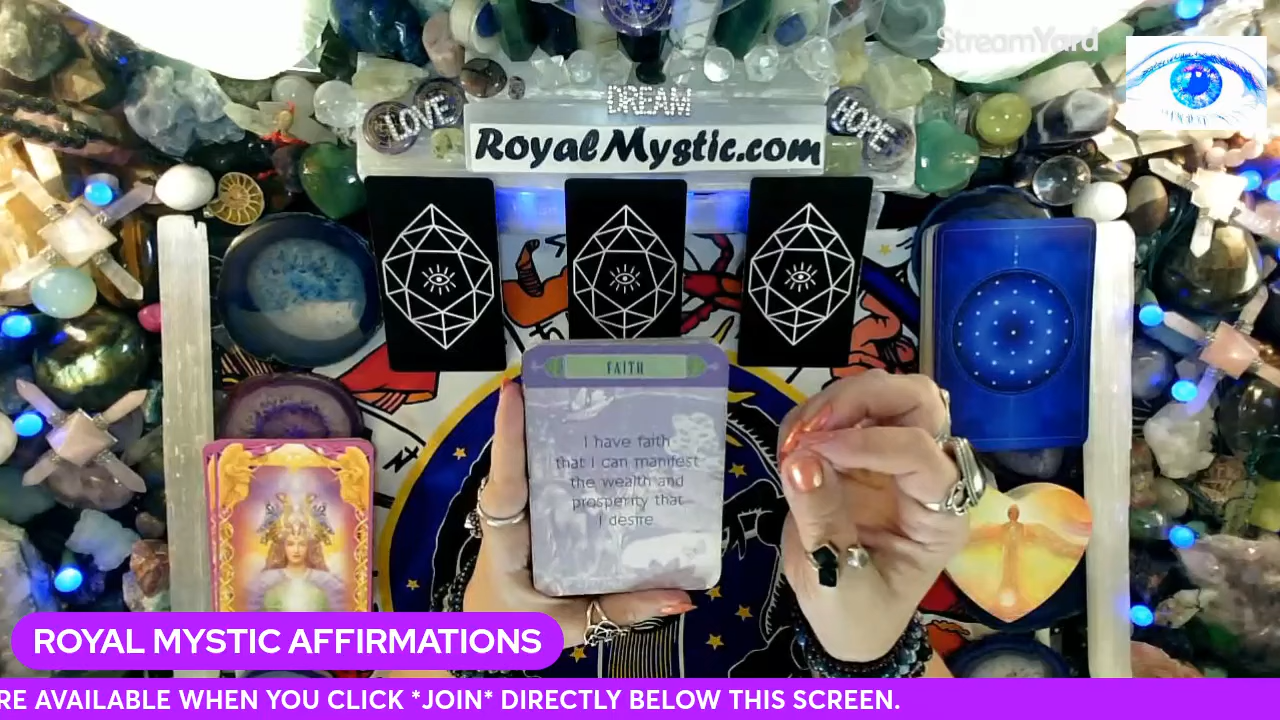 StreamYard
LOVE
DREAM
HOPE
RoyalMystic.com
FAITH
I have faith
that I can manifest
the wealth and
prosperity that
I desire
ROYAL MYSTIC AFFIRMATIONS
RE AVAILABLE WHEN YOU CLICK *JOIN* DIRECTLY BELOW THIS SCREEN.